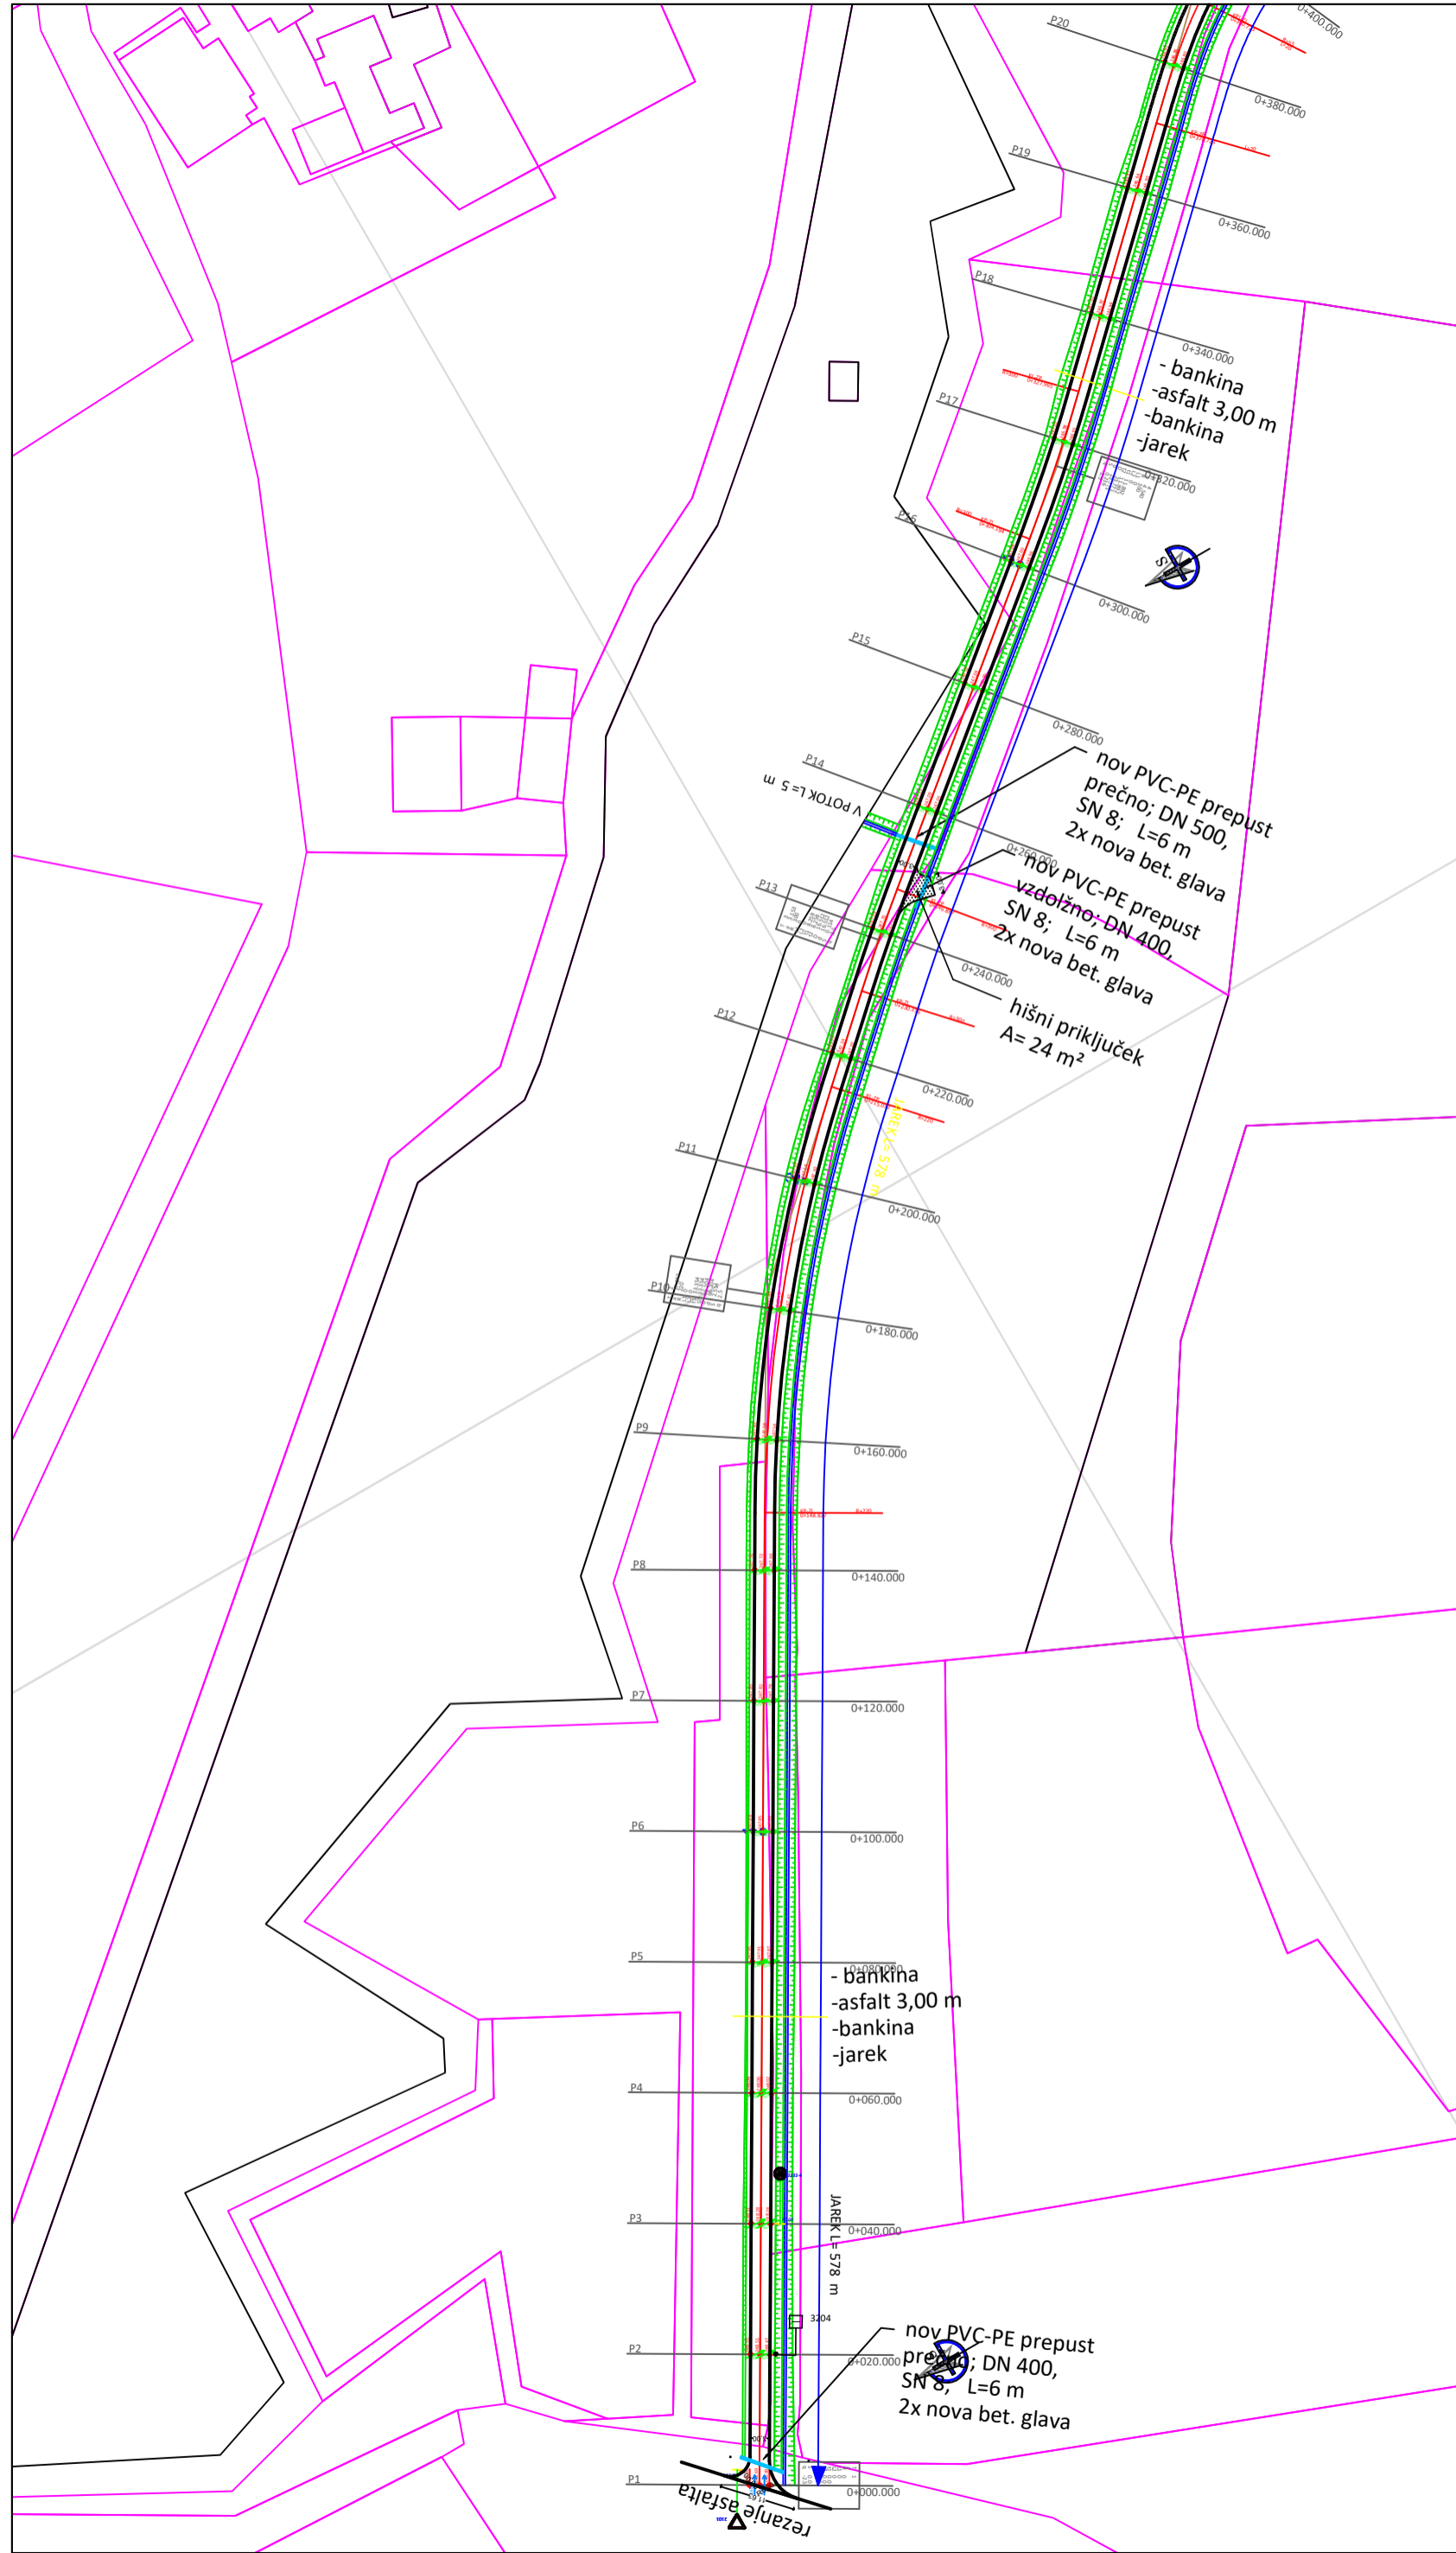 0+400.000
P20
0+380.000
P19
0+360.000
P18
0+340.000
- bankina
-asfalt 3,00 m
-bankina
-jarek
P17
0+320.000
P16
S
0+300.000
P15
0+280.000
P14
V POTOK L= 5 m
nov PVC-PE prepust
prečno; DN 500,
SN 8; L=6 m
2x nova bet. glava
0+260.000
P13
nov PVC-PE prepust
vzdolžno; DN 400,
SN 8; L=6 m
2x nova bet. glava
0+240.000
hišni priključek
A= 24 m²
P12
0+220.000
JAREK L= 578 m
P11
0+200.000
P10
0+180.000
P9
0+160.000
P8
0+140.000
P7
0+120.000
P6
0+100.000
P5
0+080.000
- bankina
-asfalt 3,00 m
-bankina
-jarek
P4
0+060.000
P3
0+040.000
JAREK L= 578 m
3204
P2
0+020.000
nov PVC-PE prepust
prečno; DN 400,
SN 8; L=6 m
2x nova bet. glava
P1
0+000.000
rezanje asfalta